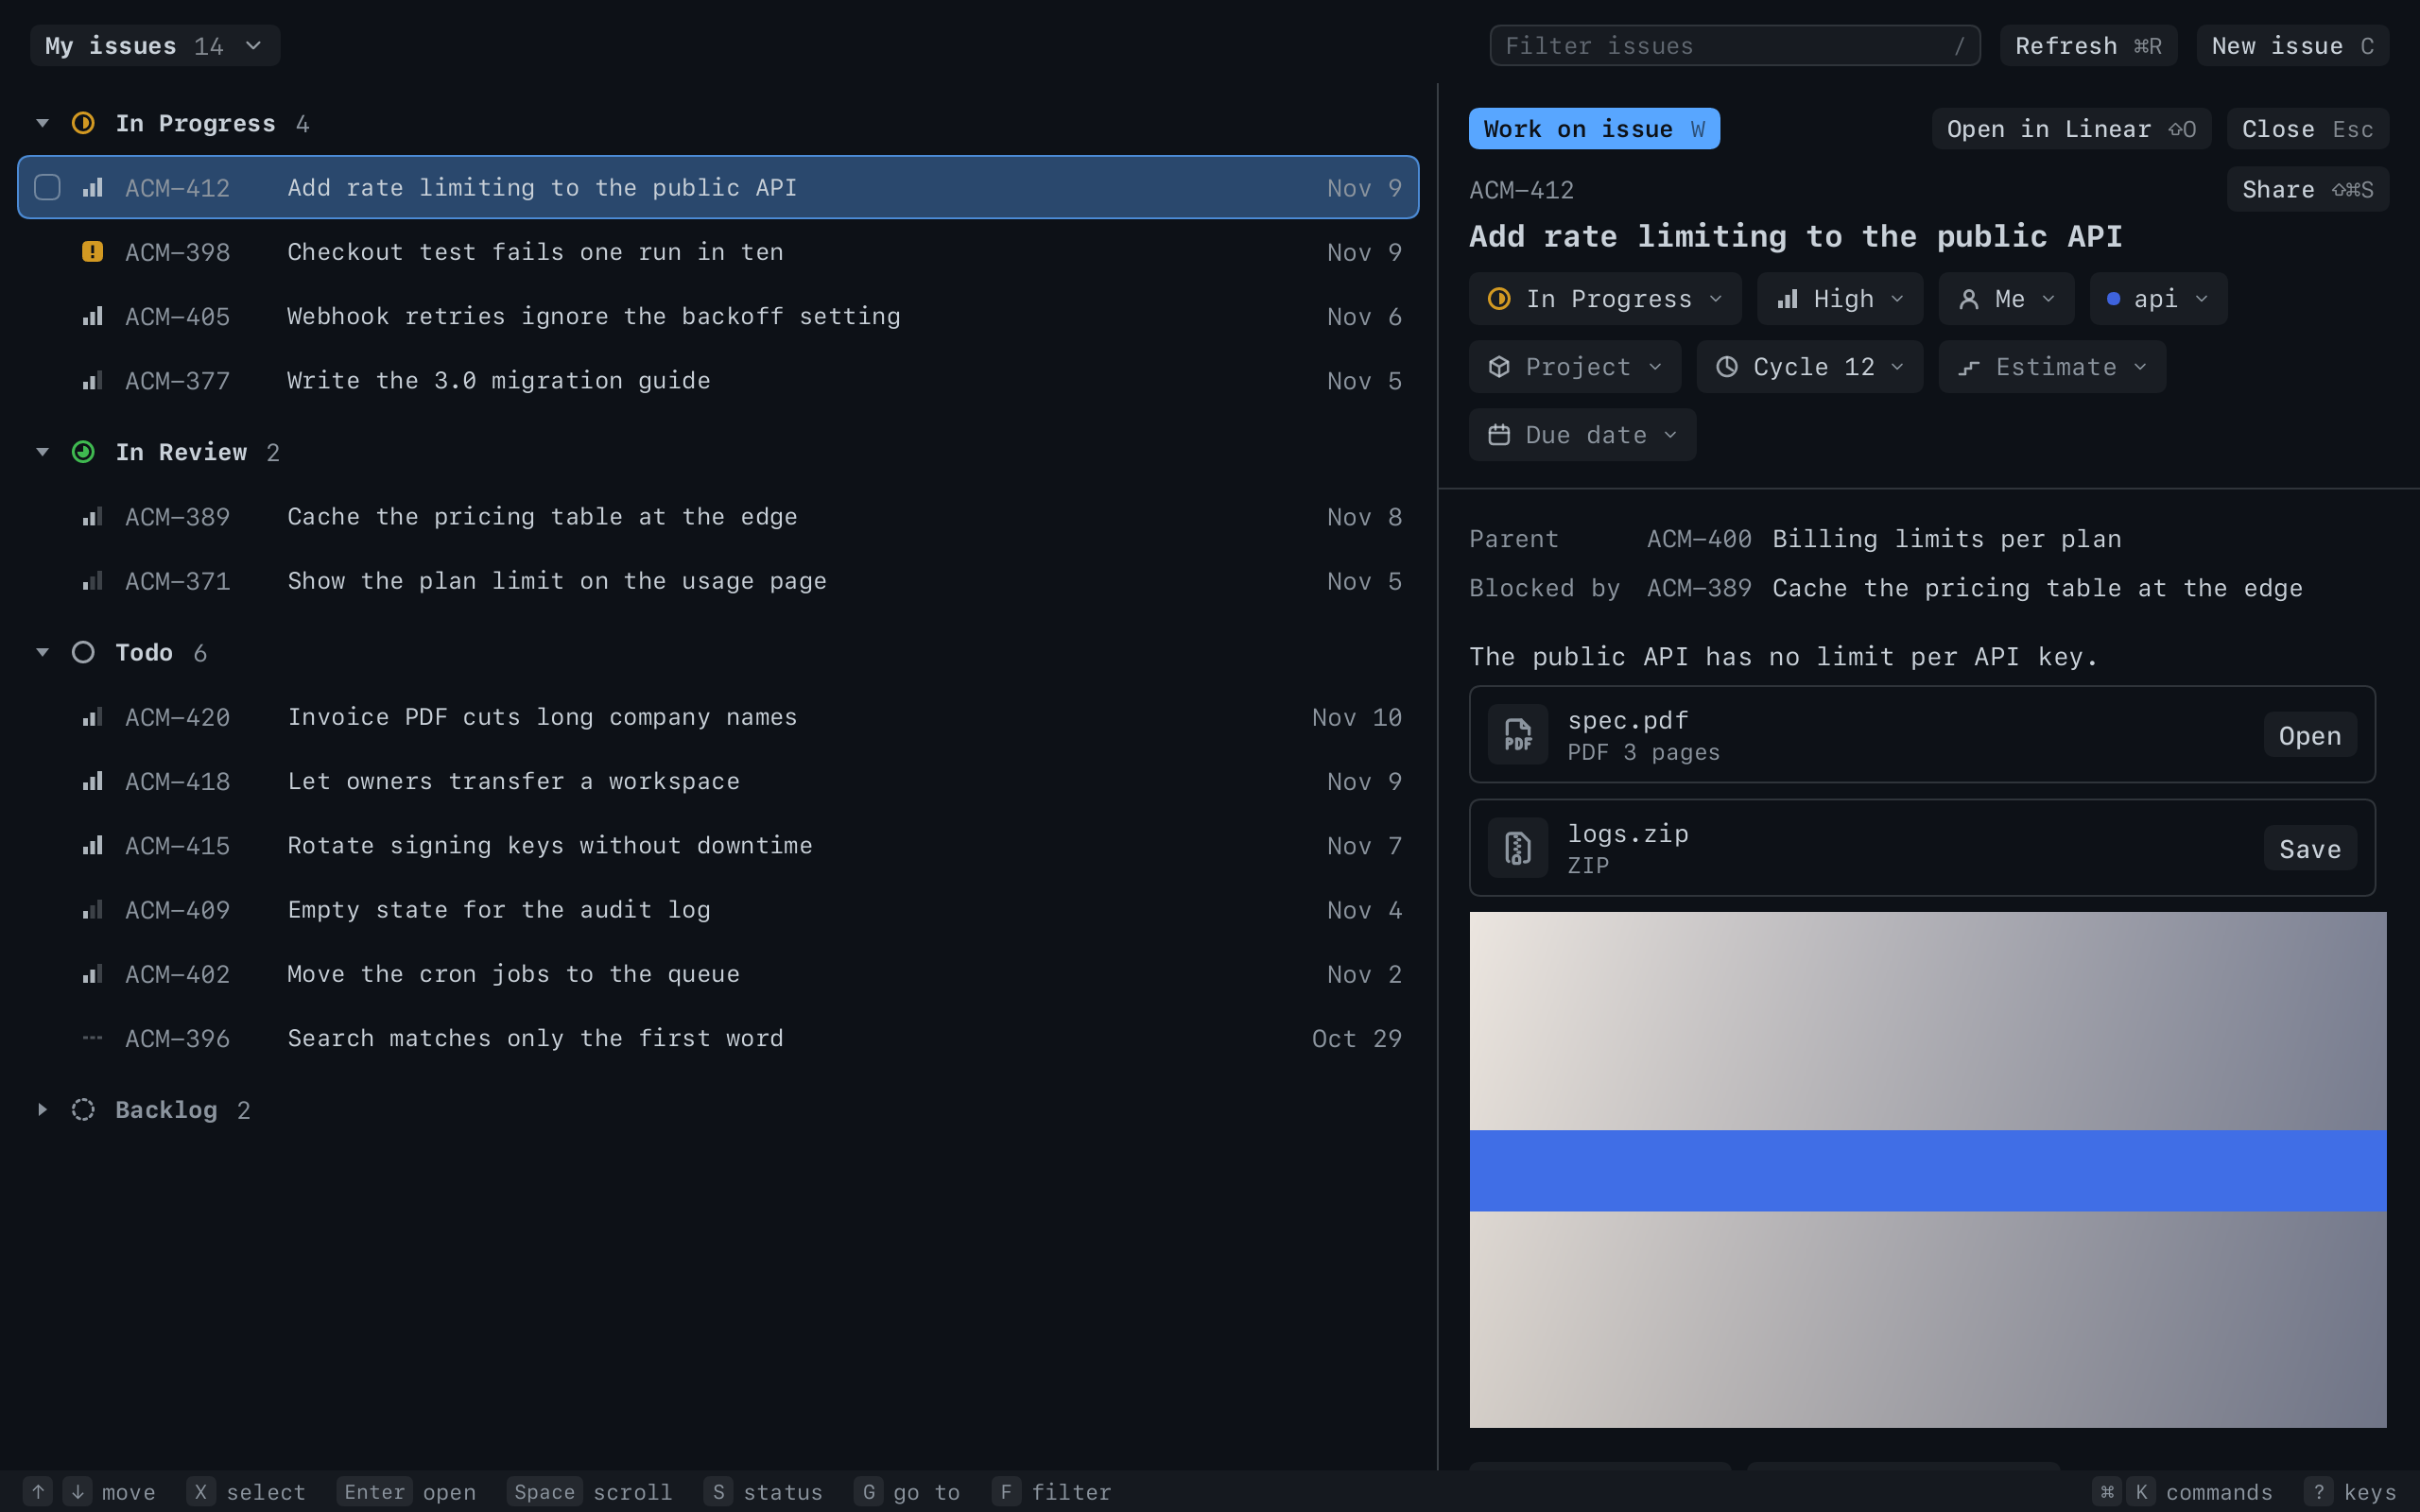 My issues 14
Filter issues /
Refresh ⌘R
New issue C
In Progress 4
ACM-412 Add rate limiting to the public API Nov 9
ACM-398 Checkout test fails one run in ten Nov 9
ACM-405 Webhook retries ignore the backoff setting Nov 6
ACM-377 Write the 3.0 migration guide Nov 5
In Review 2
ACM-389 Cache the pricing table at the edge Nov 8
ACM-371 Show the plan limit on the usage page Nov 5
Todo 6
ACM-420 Invoice PDF cuts long company names Nov 10
ACM-418 Let owners transfer a workspace Nov 9
ACM-415 Rotate signing keys without downtime Nov 7
ACM-409 Empty state for the audit log Nov 4
ACM-402 Move the cron jobs to the queue Nov 2
ACM-396 Search matches only the first word Oct 29
Backlog 2
Work on issue W
Open in Linear ⇧O
Close Esc
ACM-412
Share ⇧⌘S
Add rate limiting to the public API
In Progress High Me api
Project Cycle 12 Estimate
Due date
Parent ACM-400 Billing limits per plan
Blocked by ACM-389 Cache the pricing table at the edge
The public API has no limit per API key.
PDF
spec.pdf
PDF 3 pages
Open
logs.zip
ZIP
Save
↑ ↓ move X select Enter open Space scroll S status G go to F filter
⌘ K commands ? keys